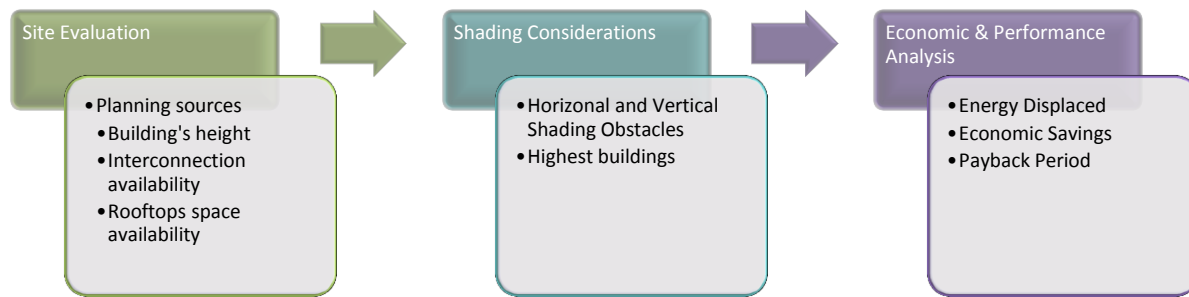 Site Evaluation
•Planning sources
•Building's height
•Interconnection
availability
•Rooftops space
availability
Shading Considerations
•Horizonal and Vertical
Shading Obstacles
•Highest buildings
Economic & Performance
Analysis
•Energy Displaced
•Economic Savings
•Payback Period